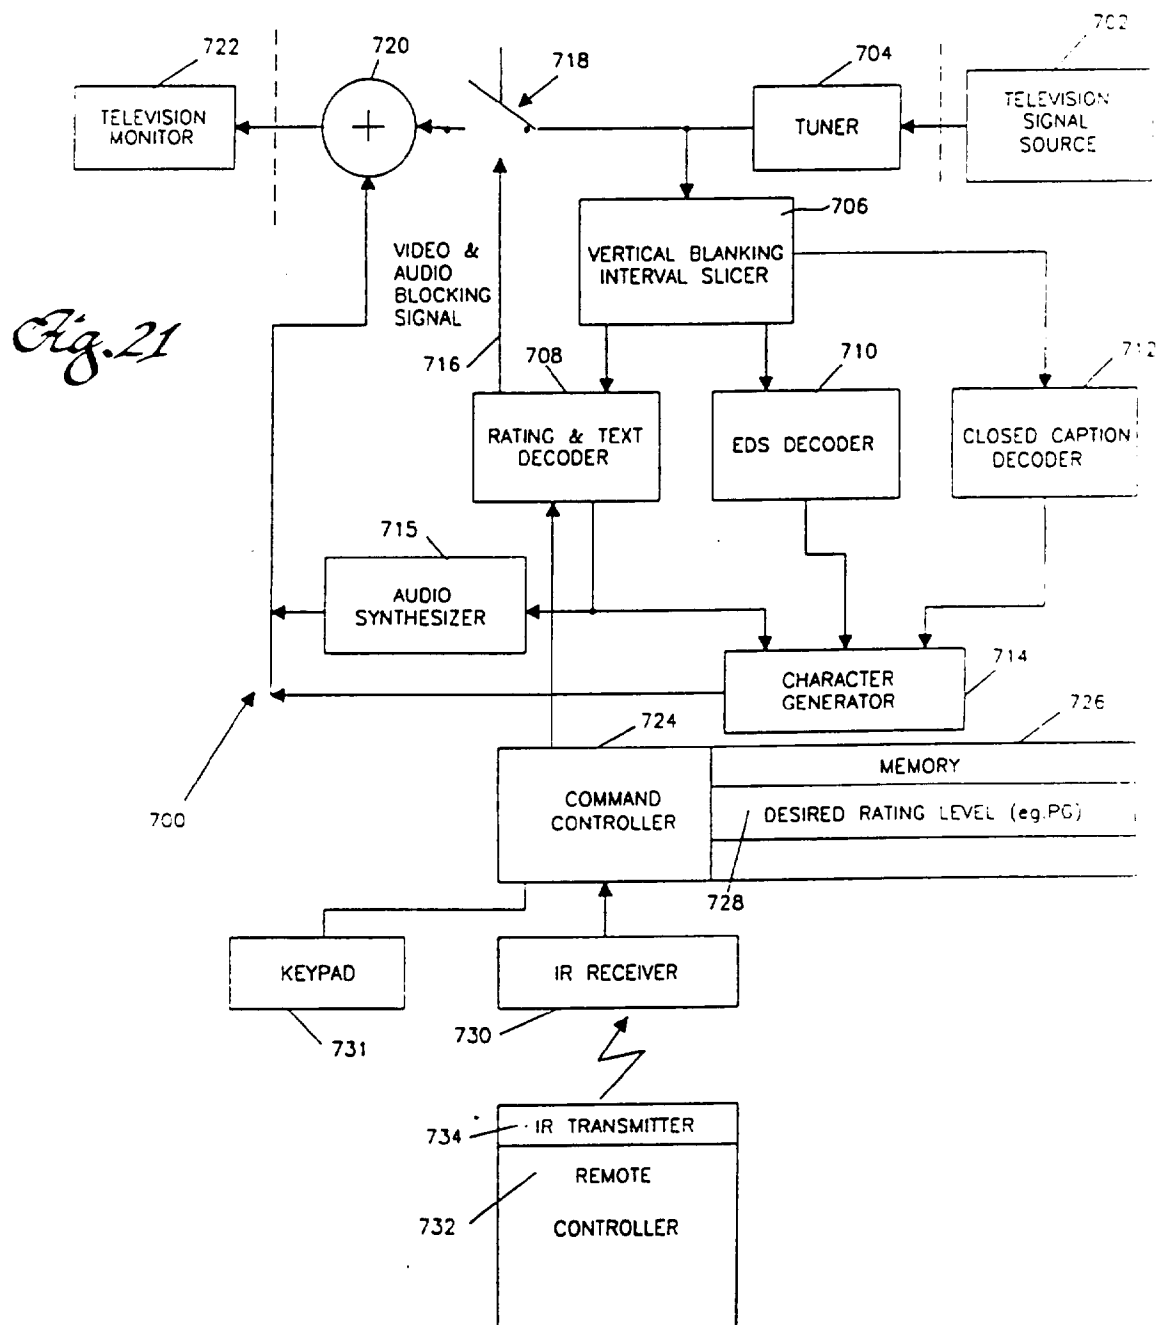 702
722
720
718
704
TELEVISION
MONITOR
+
TUNER
TELEVISION
SIGNAL
SOURCE
706
VIDEO &
AUDIO
BLOCKING
SIGNAL
VERTICAL BLANKING
INTERVAL SLICER
Fig. 21
716
708
710
712
RATING & TEXT
DECODER
EDS DECODER
CLOSED CAPTION
DECODER
715
AUDIO
SYNTHESIZER
714
CHARACTER
GENERATOR
700
724
726
COMMAND
CONTROLLER
MEMORY
DESIRED RATING LEVEL (eg.PG)
728
KEYPAD
IR RECEIVER
731
730
734
IR TRANSMITTER
732
REMOTE
CONTROLLER